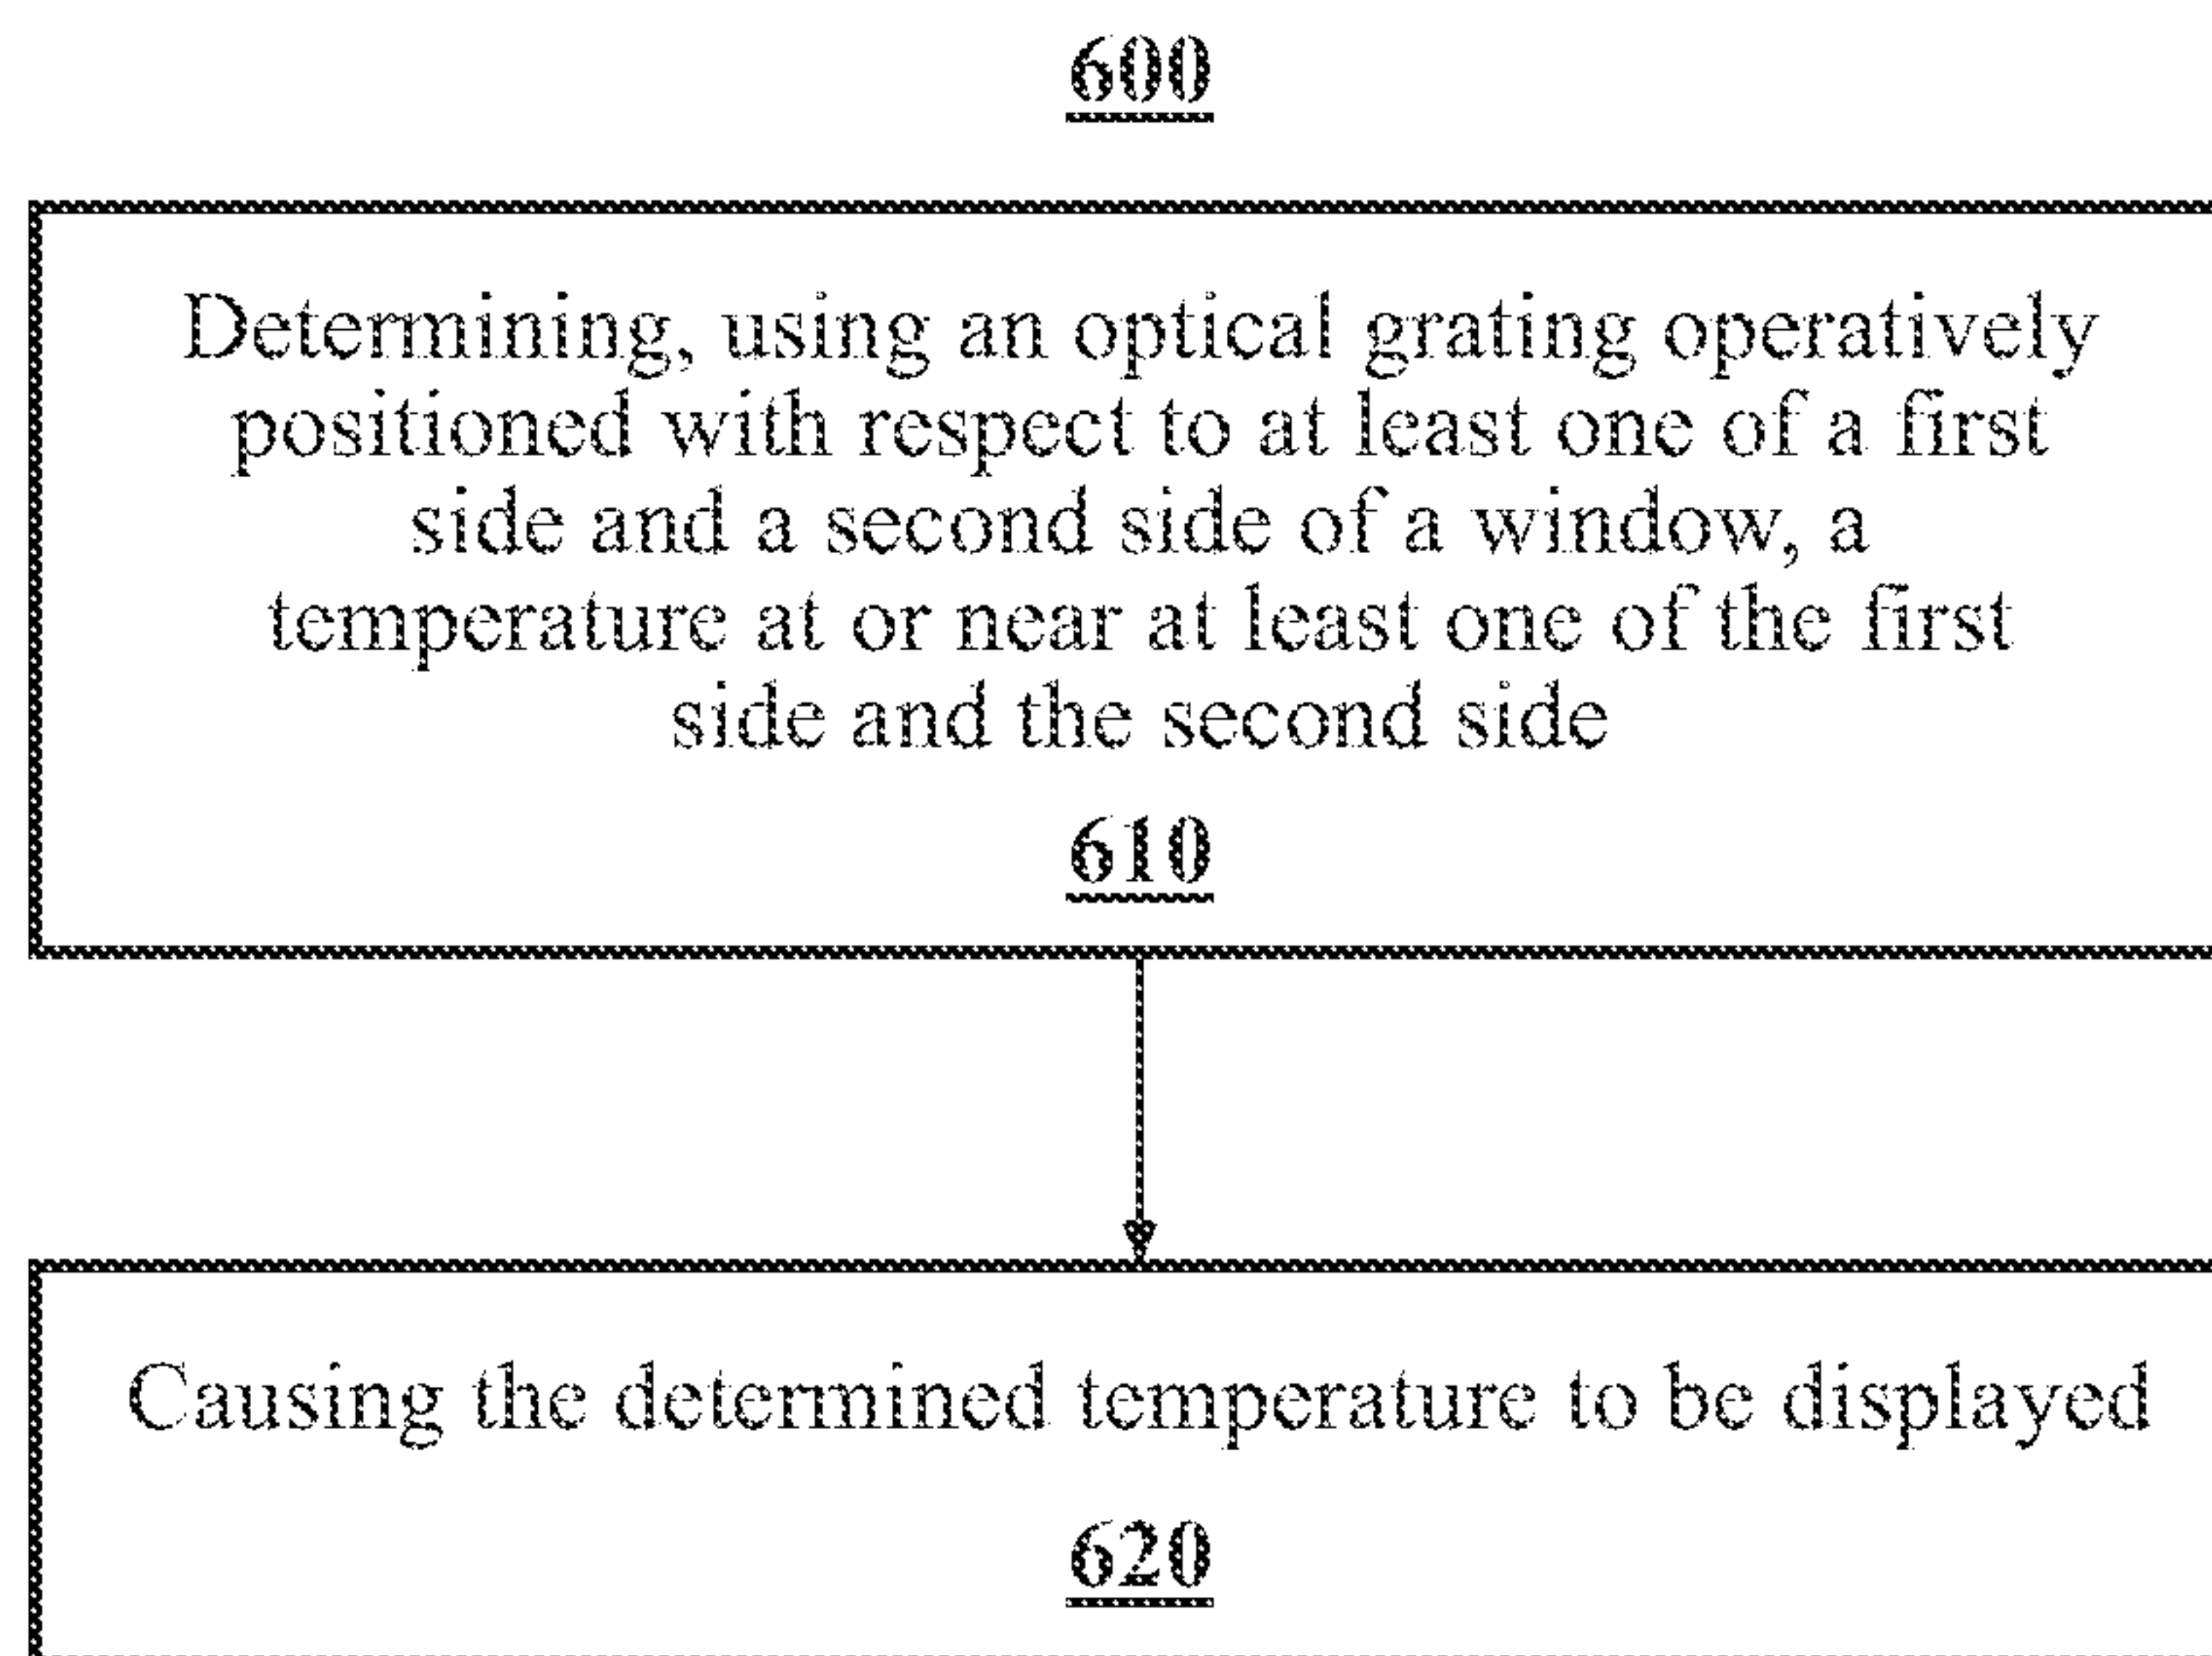 600
Determining, using an optical grating operatively
positioned with respect to at least one of a first
side and a second side of a window, a
temperature at or near at least one of the first
side and the second side
610
Causing the determined temperature to be displayed
620